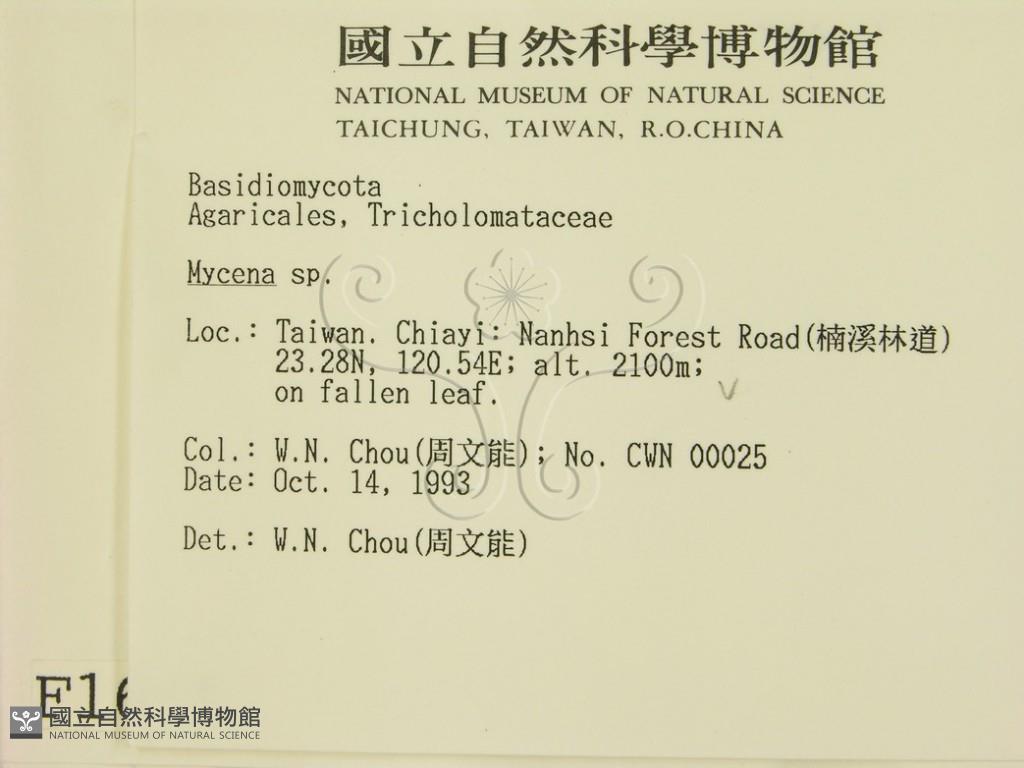 國立自然科學博物館
NATIONAL MUSEUM OF NATURAL SCIENCE
TAICHUNG, TAIWAN, R.O.CHINA
Basidiomycota
Agaricales, Tricholomataceae
Mycena sp.
Loc.: Taiwan. Chiayi: Nanhsi Forest Road(楠溪林道)
23.28N, 120.54E; alt. 2100m;
on fallen leaf.
Col.: W.N. Chou(周文能); No. CWN 00025
Date: Oct. 14, 1993
Det.: W.N. Chou(周文能)
國立自然科學博物館
NATIONAL MUSEUM OF NATURAL SCIENCE